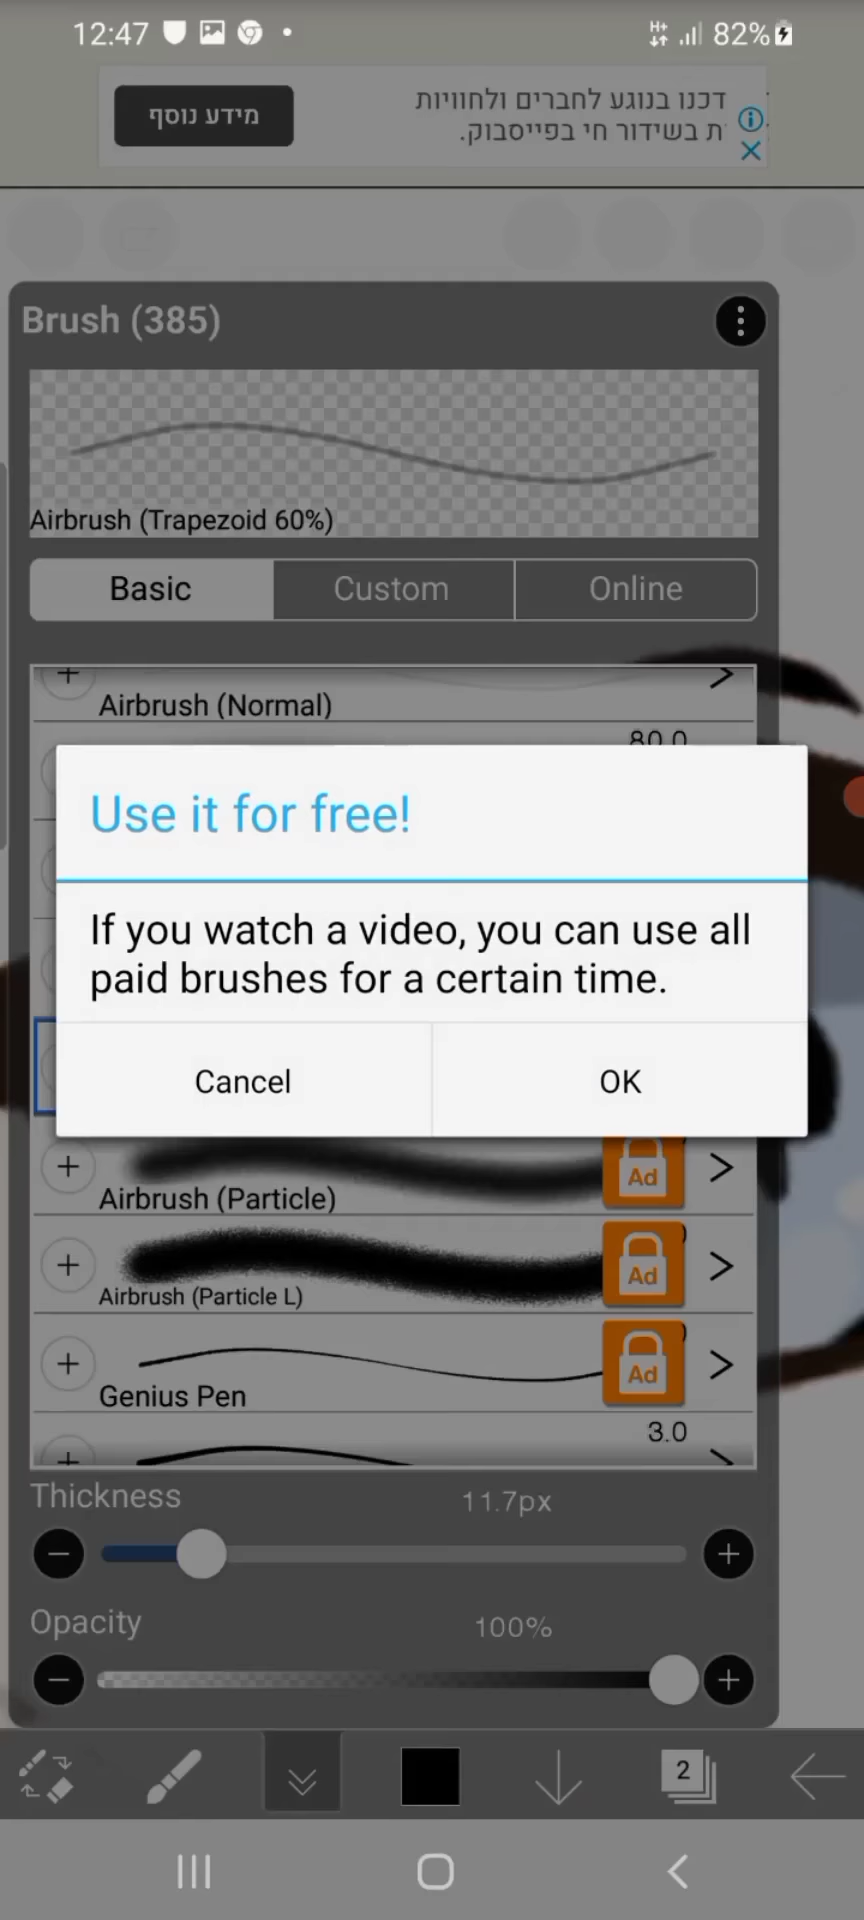 12:47
82%
דכנו בנוגע לחברים ולחוויות
ת בשידור חי בפייסבוק.
מידע נוסף
Brush (385)
Airbrush (Trapezoid 60%)
Basic
Custom
Online
Airbrush (Normal)
80.0
Use it for free!
If you watch a video, you can use all
paid brushes for a certain time.
Cancel
OK
Ad
Airbrush (Particle)
Ad
Airbrush (Particle L)
Ad
Genius Pen
3.0
Thickness
11.7px
Opacity
100%
2